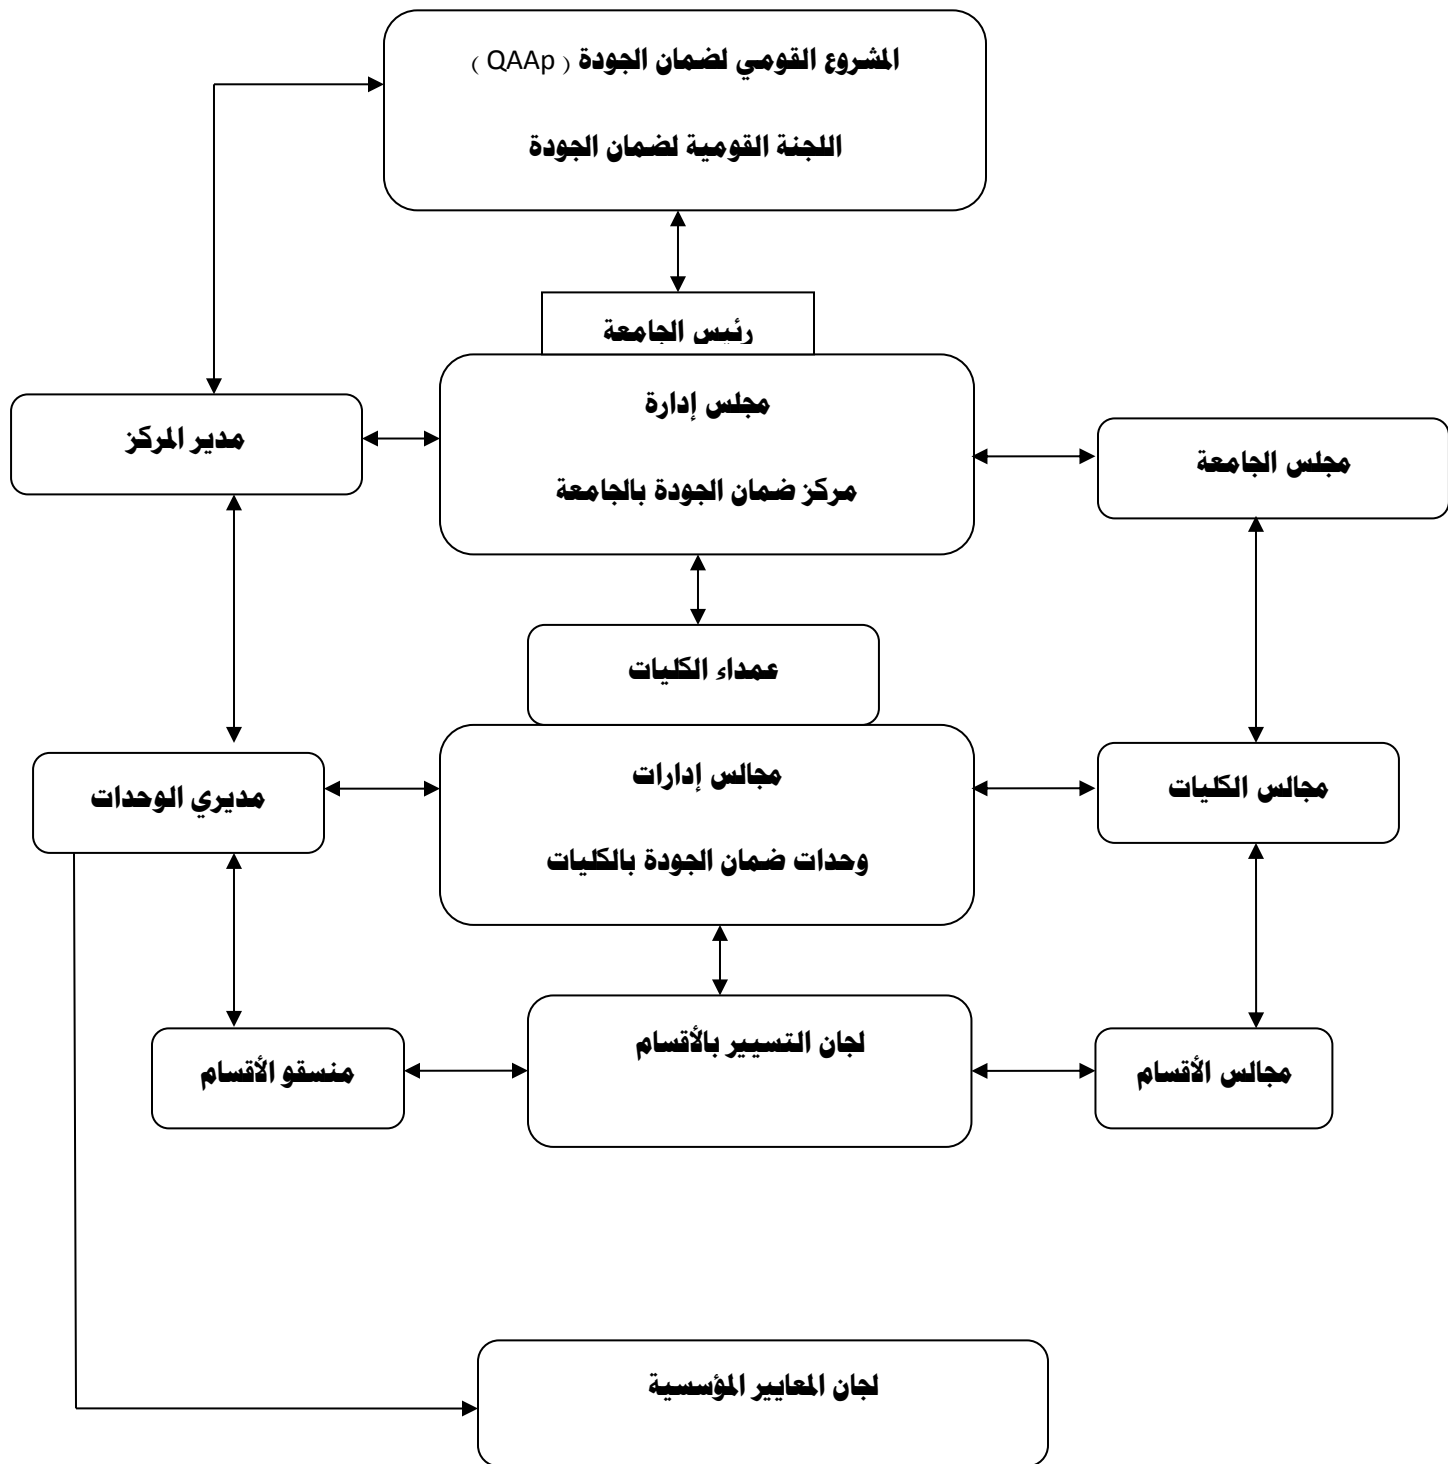 المشروع القومي لضمان الجودة ( QAAp )
اللجنة القومية لضمان الجودة
رئيس الجامعة
مجلس إدارة
مركز ضمان الجودة بالجامعة
مدير المركز
مجلس الجامعة
عمداء الكليات
مجالس إدارات
وحدات ضمان الجودة بالكليات
مديري الوحدات
مجالس الكليات
لجان التسيير بالأقسام
منسقو الأقسام
مجالس الأقسام
لجان المعايير المؤسسية